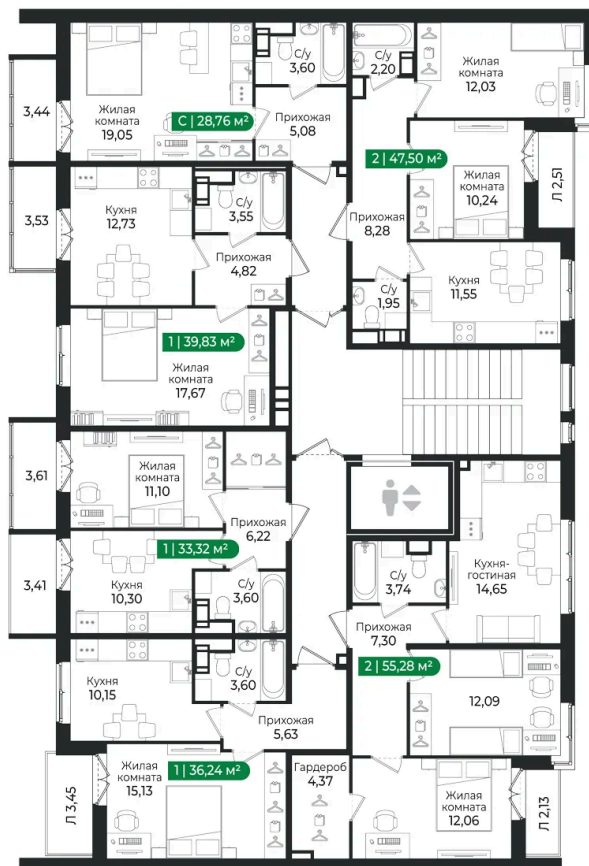 3,44
Жилая
комната
19,05
С | 28,76 м²
С/у
3,60
Прихожая
5,08
С/у
2,20
Жилая
комната
12,03
2 | 47,50 м²
Жилая
комната
10,24
Л 2,51
3,53
Кухня
12,73
С/у
3,55
Прихожая
4,82
Прихожая
8,28
С/у
1,95
11,55
1 | 39,83 м²
Жилая
комната
17,67
3,61
Жилая
комната
11,10
Прихожая
6,22
3,41
1 | 33,32 м²
Кухня
10,30
С/у
3,60
С/у
3,74
Кухня-
гостиная
14,65
Прихожая
7,30
2 | 55,28 м²
Кухня
10,15
С/у
3,60
Прихожая
5,63
12,09
Л 3,45
1 | 36,24 м²
Жилая
комната
15,13
Гардероб
4,37
Жилая
комната
12,06
Л 2,13